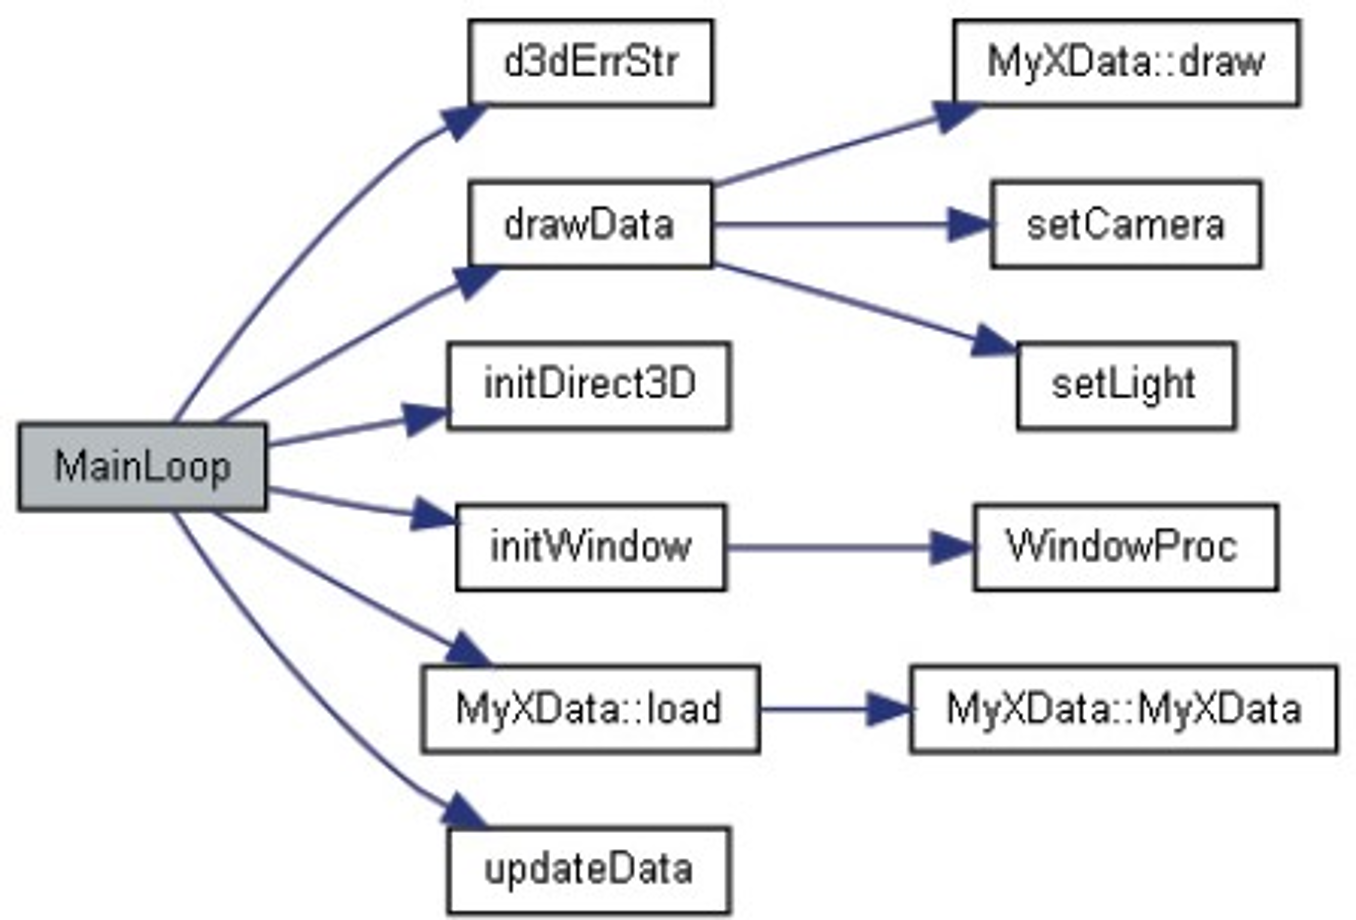 d3dErrStr
MyXData::draw
drawData
setCamera
initDirect3D
setLight
MainLoop
initWindow
WindowProc
MyXData::load
MyXData::MyXData
updateData